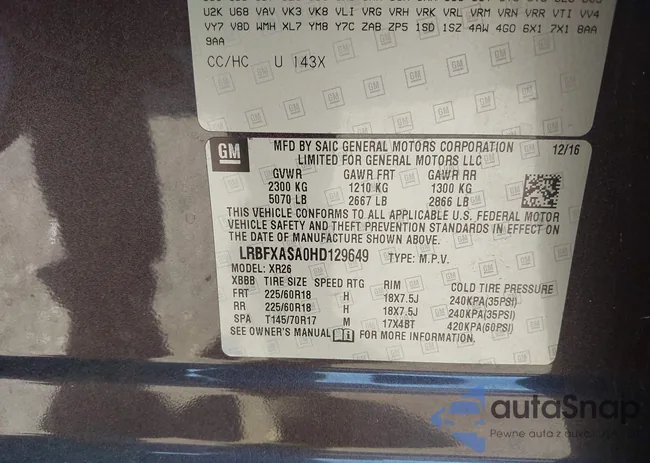 U2K U68 VAV VK3 VK8 VLI VRG VRH VRK VRL VRM VRN VRR VTI VV4
VY7 V8D WMH XL7 YM8 Y7C ZAB ZP5 1SD 1SZ 4AW 4GO 6X1 7X1 8AA
9AA
CC/HC U 143X
GM
MFD BY SAIC GENERAL MOTORS CORPORATION 12/16
LIMITED FOR GENERAL MOTORS LLC
GVWR GAWR FRT GAWR RR
2300 KG 1210 KG 1300 KG
5070 LB 2667 LB 2866 LB
THIS VEHICLE CONFORMS TO ALL APPLICABLE U.S. FEDERAL MOTOR
VEHICLE SAFETY AND THEFT PREVENTION STANDARDS IN EFFECT ON
THE DATE OF MANUFACTURE SHOWN ABOVE.
LRBFXASA0HD129649 TYPE: M.P.V.
MODEL: XR26
XBBB TIRE SIZE SPEED RTG RIM COLD TIRE PRESSURE
FRT 225/60R18 H 18X7.5J 240KPA(35PSI)
RR 225/60R18 H 18X7.5J 240KPA(35PSI)
SPA T145/70R17 M 17X4BT 420KPA(60PSI)
SEE OWNER'S MANUAL FOR MORE INFORMATION.
autaSnap
Pewne auta z aukcji